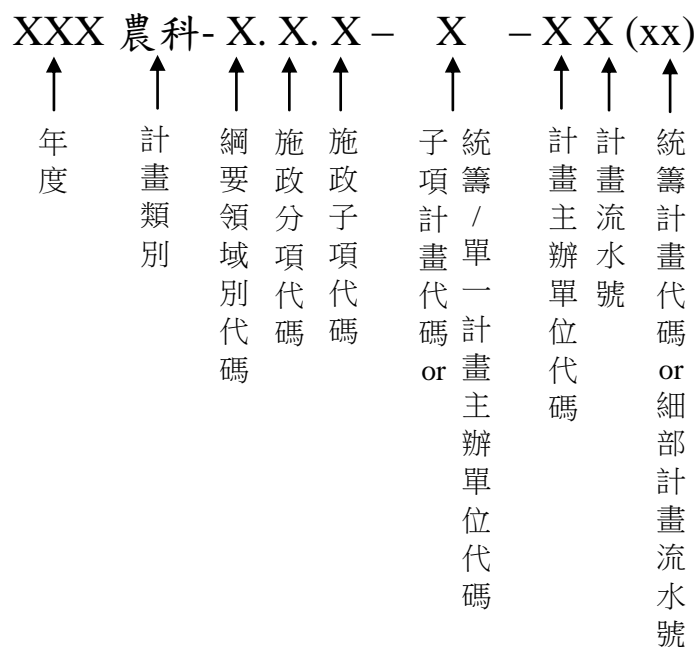 XXX 農科- X. X. X – X – X X (xx)
年度
計畫類別
綱要領域別代碼
施政分項代碼
施政子項代碼
子項計畫代碼or
統籌/單一計畫主辦單位代碼
計畫主辦單位代碼
計畫流水號
統籌計畫代碼or細部計畫流水號